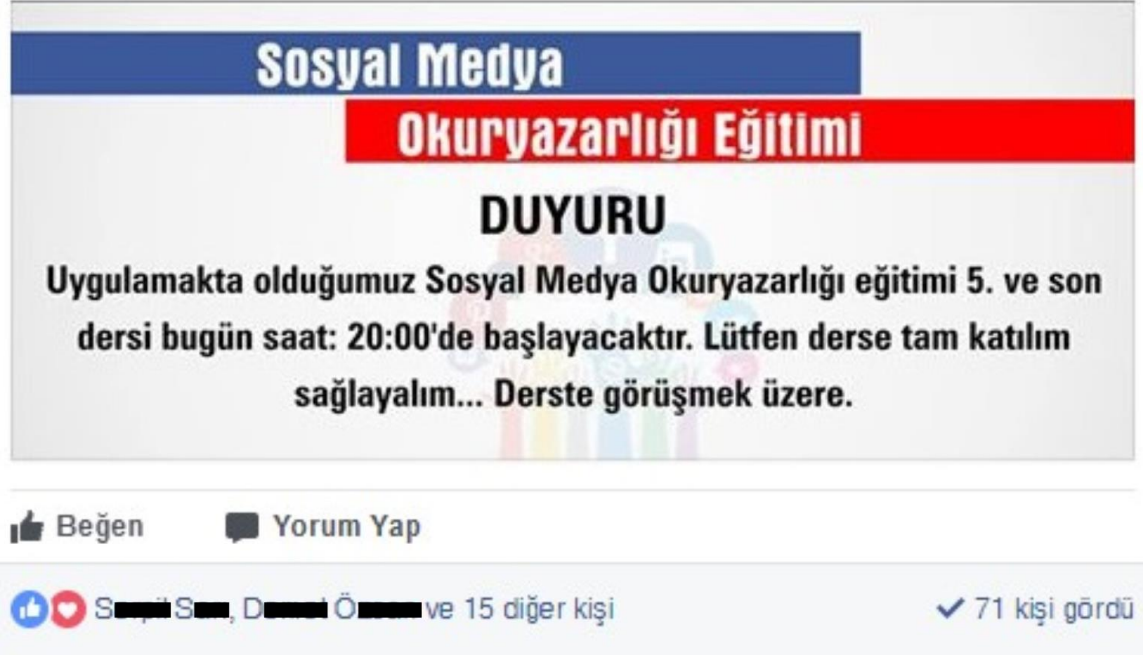 Sosyal Medya
Okuryazarlığı Eğitimi
DUYURU
Uygulamakta olduğumuz Sosyal Medya Okuryazarlığı eğitimi 5. ve son
dersi bugün saat: 20:00'de başlayacaktır. Lütfen derse tam katılım
sağlayalım... Derste görüşmek üzere.
Beğen Yorum Yap
ve 15 diğer kişi 71 kişi gördü